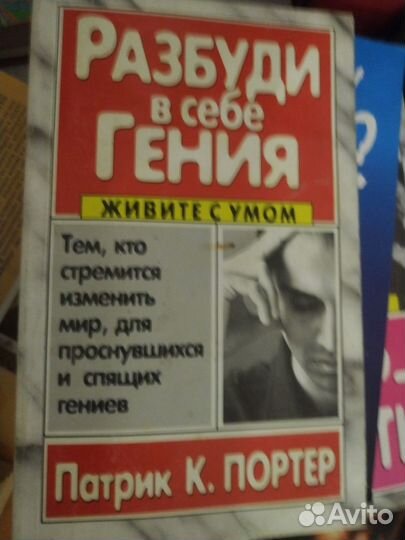 РАЗБУДИ
В СЕБЕ
ГЕНИЯ
ЖИВИТЕ С УМОМ
Тем, кто
стремится
изменить
мир, для
проснувшихся
и спящих
гениев
Патрик К. ПОРТЕР
Avito